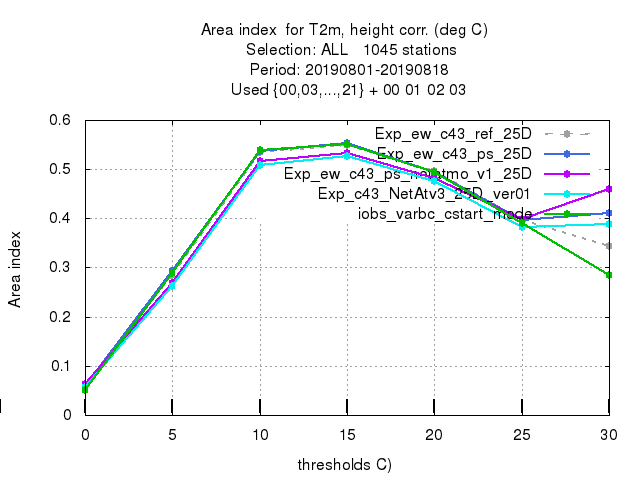 Area index  for T2m, height corr. (deg C)
Selection: ALL   1045 stations
Period: 20190801-20190818
Used {00,03,...,21} + 00 01 02 03
0.6
0.5
0.4
0.3
0.2
0.1
0
Area index
Exp_ew_c43_ref_25D
Exp_ew_c43_ps_25D
Exp_c43_NetAtv3_25D_ver01
iobs_varbc_cstart_mode
0 5 10 15 20 25 30
thresholds C)